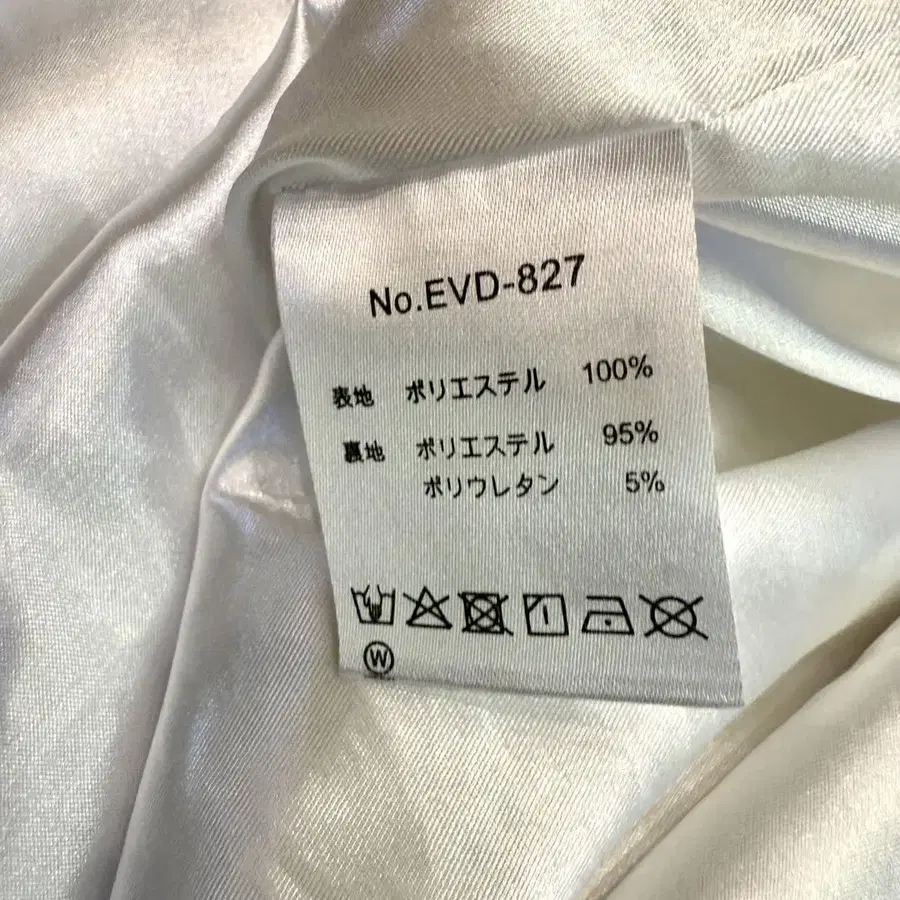 No.EVD-827
表地 ポリエステル 100%
裏地 ポリエステル 95%
ポリウレタン 5%
W